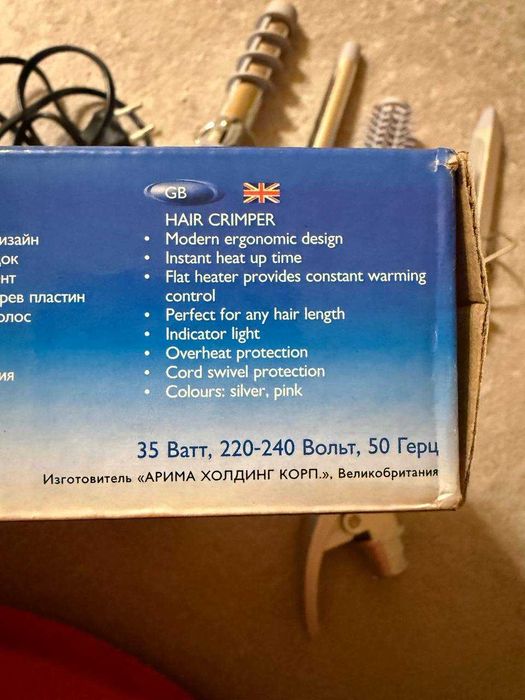 GB
HAIR CRIMPER
• Modern ergonomic design
• Instant heat up time
• Flat heater provides constant warming
control
• Perfect for any hair length
• Indicator light
• Overheat protection
• Cord swivel protection
• Colours: silver, pink
изайн
ок
нт
рев пластин
олос
ия
35 Ватт, 220-240 Вольт, 50 Герц
Изготовитель «АРИМА ХОЛДИНГ КОРП.», Великобритания